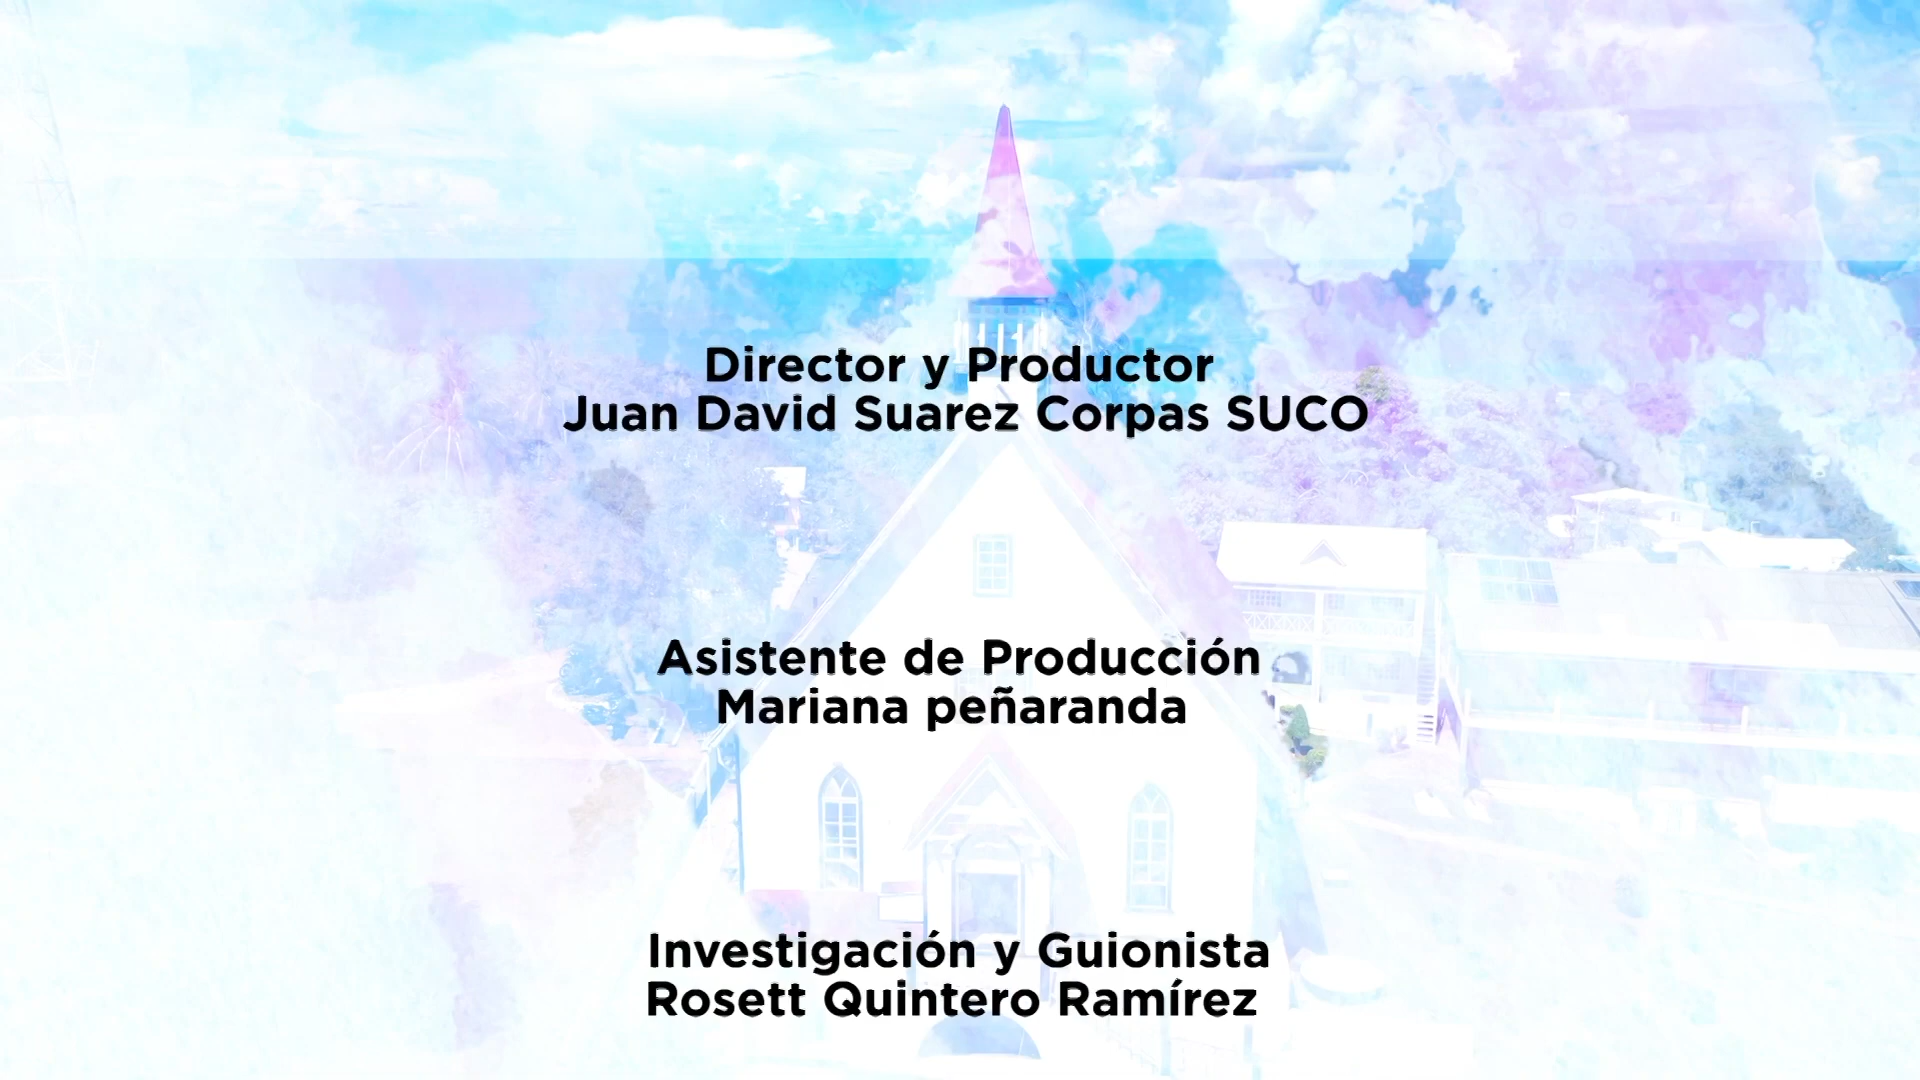 Director y Productor
Juan David Suarez Corpas SUCO
Asistente de Producción
Mariana peñaranda
Investigación y Guionista
Rosett Quintero Ramírez